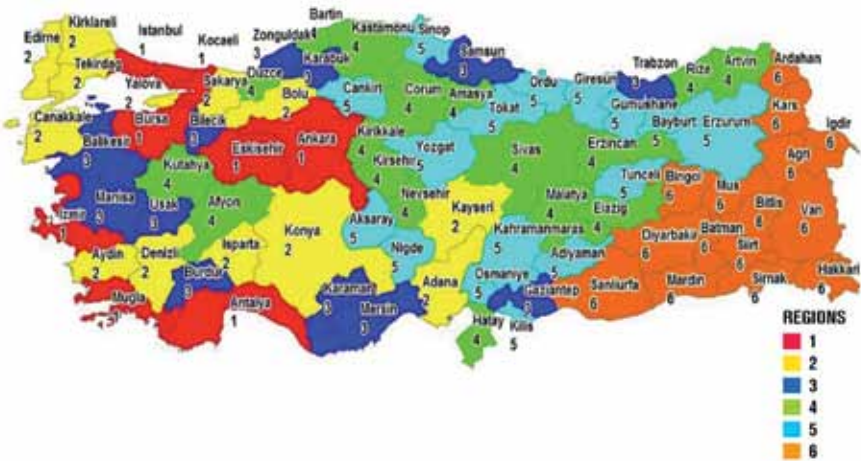 Edirne 2
Kirklareli 2
Tekirdag 2
Istanbul 1
Kocaeli 1
Yalova 2
Sakarya 2
Duzce 4
Bolu 2
Zonguldak 3
Bartin 4
Karabuk 3
Kastamonu 4
Sinop 5
Samsun 3
Cankiri 5
Corum 4
Amasya 4
Tokat 5
Ordu 5
Giresun 5
Trabzon 3
Gumushane 5
Rize 4
Artvin 4
Ardahan 6
Kars 6
Igdir 6
Bayburt 5
Erzurum 5
Agri 6
Canakkale 2
Balikesir 3
Bursa 1
Bilecik 3
Eskisehir 1
Ankara 1
Kirikkale 4
Kirsehir 4
Yozgat 5
Sivas 4
Erzincan 4
Tunceli 5
Bingol 6
Mus 6
Bitlis 6
Van 6
Kutahya 4
Manisa 3
Usak 3
Afyon 4
Izmir 1
Aydin 2
Denizli 2
Isparta 2
Burdur 3
Konya 2
Aksaray 5
Nevsehir 4
Kayseri 2
Nigde 5
Malatya 4
Elazig 4
Kahramanmaras 5
Adiyaman 5
Diyarbakir 6
Batman 6
Siirt 6
Sirnak 6
Hakkari 6
Mugla 1
Antalya 1
Karaman 3
Mersin 3
Adana 2
Osmaniye 5
Gaziantep 3
Sanliurfa 6
Mardin 6
Hatay 4
Kilis 5
REGIONS
1
2
3
4
5
6